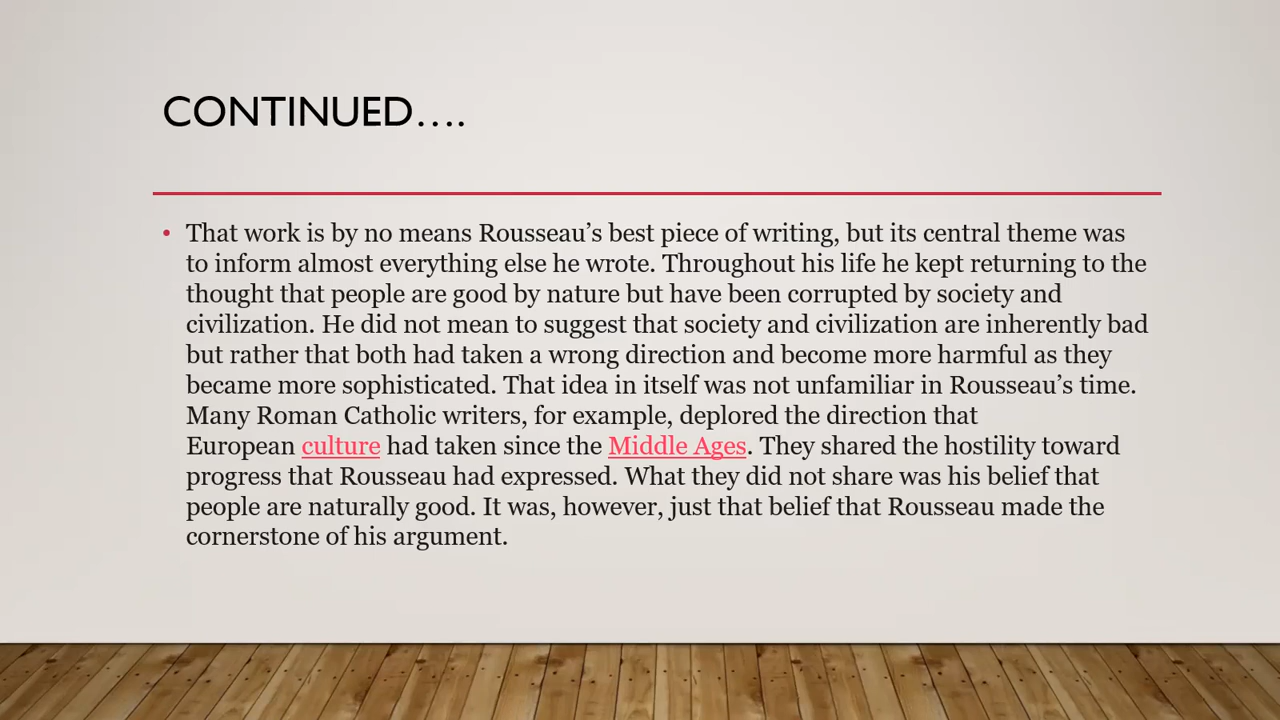 CONTINUED….
• That work is by no means Rousseau’s best piece of writing, but its central theme was
to inform almost everything else he wrote. Throughout his life he kept returning to the
thought that people are good by nature but have been corrupted by society and
civilization. He did not mean to suggest that society and civilization are inherently bad
but rather that both had taken a wrong direction and become more harmful as they
became more sophisticated. That idea in itself was not unfamiliar in Rousseau’s time.
Many Roman Catholic writers, for example, deplored the direction that
European culture had taken since the Middle Ages. They shared the hostility toward
progress that Rousseau had expressed. What they did not share was his belief that
people are naturally good. It was, however, just that belief that Rousseau made the
cornerstone of his argument.